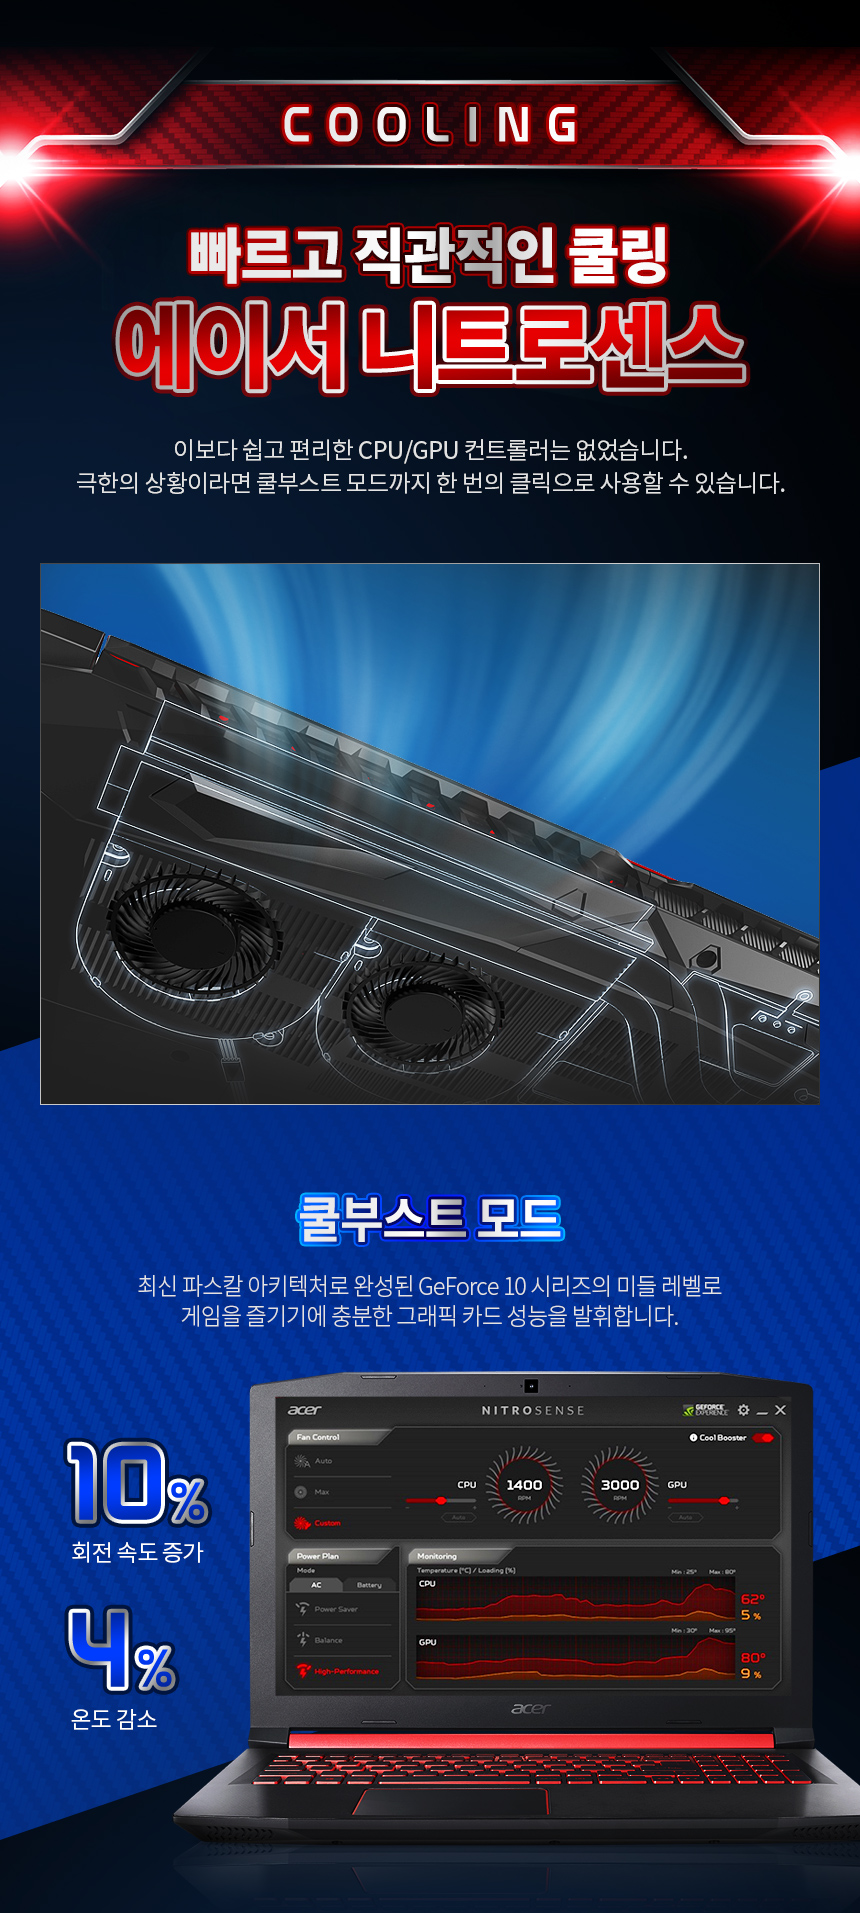 COOLING
빠르고 직관적인 쿨링
에이서 니트로센스
이보다 쉽고 편리한 CPU/GPU 컨트롤러는 없었습니다.
극한의 상황이라면 쿨부스트 모드까지 한 번의 클릭으로 사용할 수 있습니다.
쿨부스트 모드
최신 파스칼 아키텍처로 완성된 GeForce 10 시리즈의 미들 레벨로
게임을 즐기기에 충분한 그래픽 카드 성능을 발휘합니다.
10%
회전 속도 증가
4%
온도 감소
acer
NITROSENSE
GEFORCE
EXPERIENCE
Fan Control
Cool Booster
Auto
Max
Custom
CPU
1400
RPM
Auto
3000
RPM
GPU
Auto
Power Plan
Mode
AC
Battery
Power Saver
Balance
High-Performance
Monitoring
Temperature (°C) / Loading (%)
Min : 25° Max : 80°
CPU
62°
5 %
Min : 30° Max : 95°
GPU
80°
9 %
acer